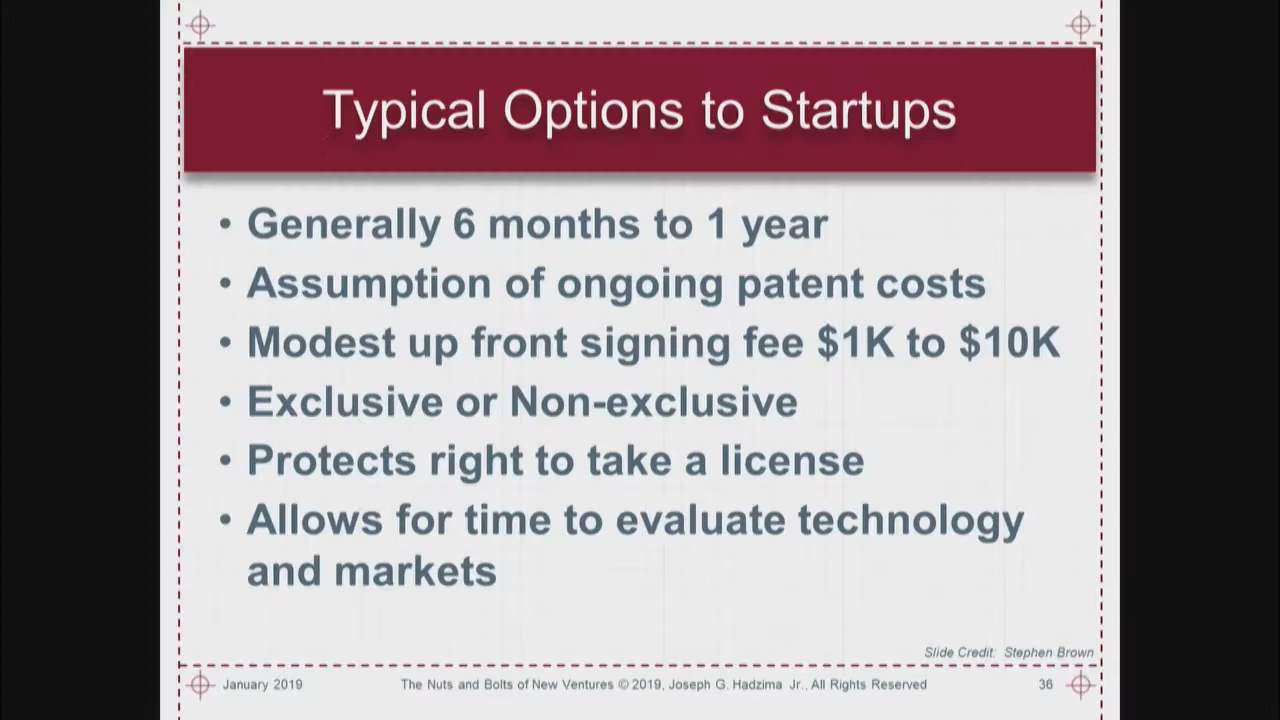 Typical Options to Startups
• Generally 6 months to 1 year
• Assumption of ongoing patent costs
• Modest up front signing fee $1K to $10K
• Exclusive or Non-exclusive
• Protects right to take a license
• Allows for time to evaluate technology
and markets
Slide Credit: Stephen Brown
January 2019 The Nuts and Bolts of New Ventures © 2019, Joseph G. Hadzima Jr., All Rights Reserved 36